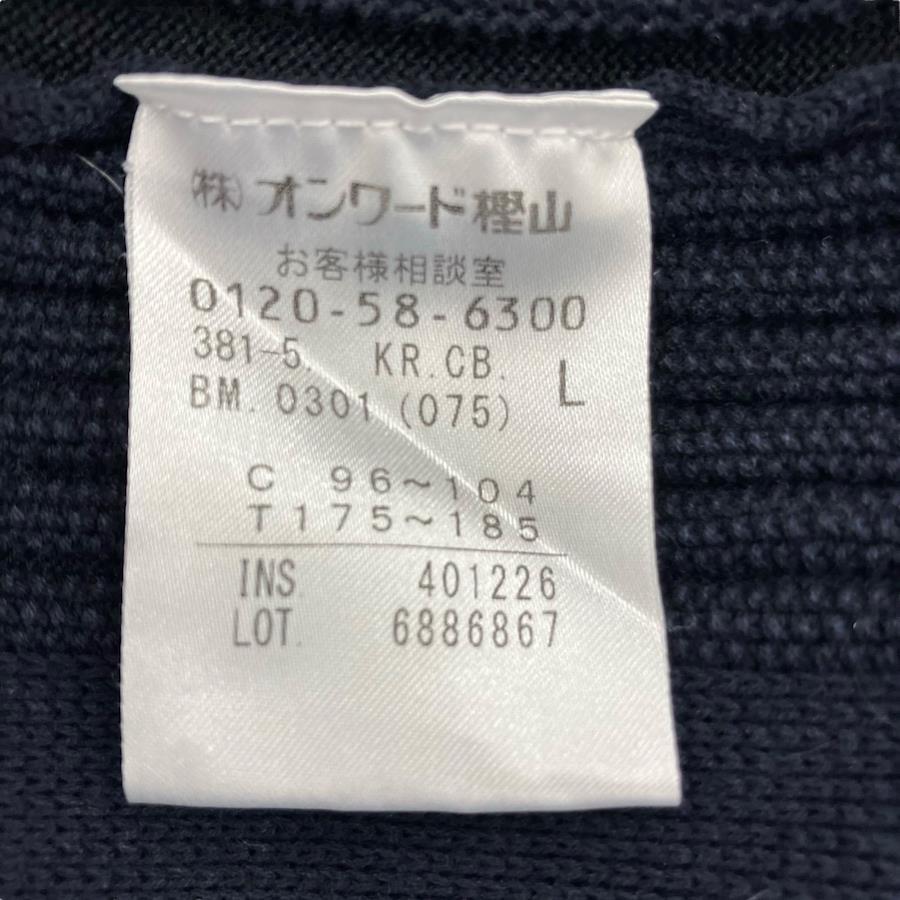 (株)オンワード樫山
お客様相談室
0120-58-6300
381-5 KR.CB. L
BM. 0301 (075)
C 96~104
T175~185
INS. 401226
LOT. 6886867